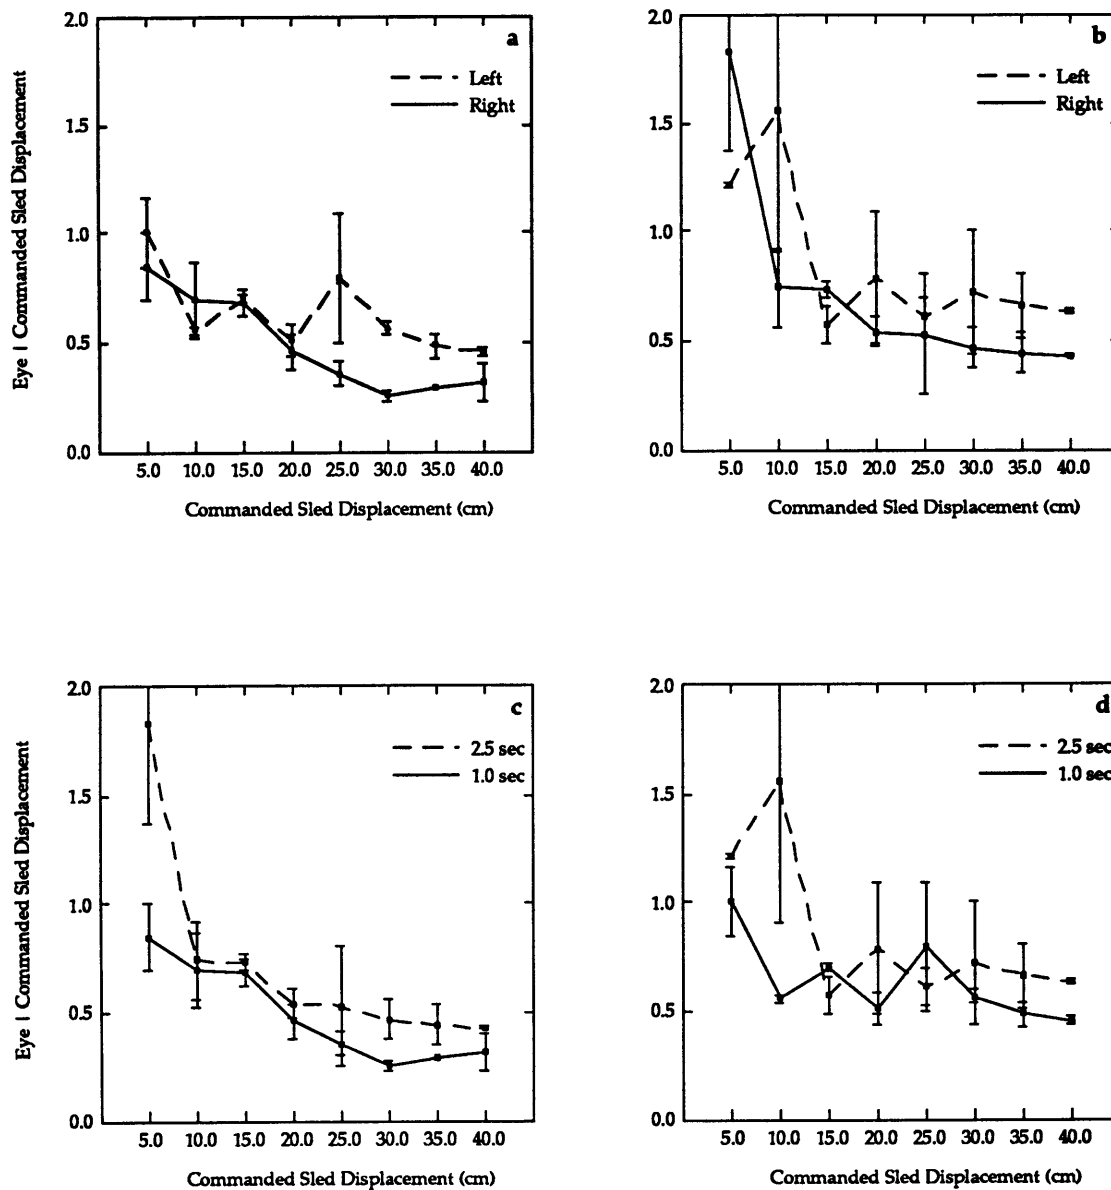 2.0
a
Left
Right
1.5
1.0
0.5
0.0
Eye | Commanded Sled Displacement
5.0 10.0 15.0 20.0 25.0 30.0 35.0 40.0
Commanded Sled Displacement (cm)
2.0
b
Left
Right
1.5
1.0
0.5
0.0
5.0 10.0 15.0 20.0 25.0 30.0 35.0 40.0
Commanded Sled Displacement (cm)
2.0
c
2.5 sec
1.0 sec
1.5
1.0
0.5
0.0
Eye | Commanded Sled Displacement
5.0 10.0 15.0 20.0 25.0 30.0 35.0 40.0
Commanded Sled Displacement (cm)
2.0
d
2.5 sec
1.0 sec
1.5
1.0
0.5
0.0
5.0 10.0 15.0 20.0 25.0 30.0 35.0 40.0
Commanded Sled Displacement (cm)